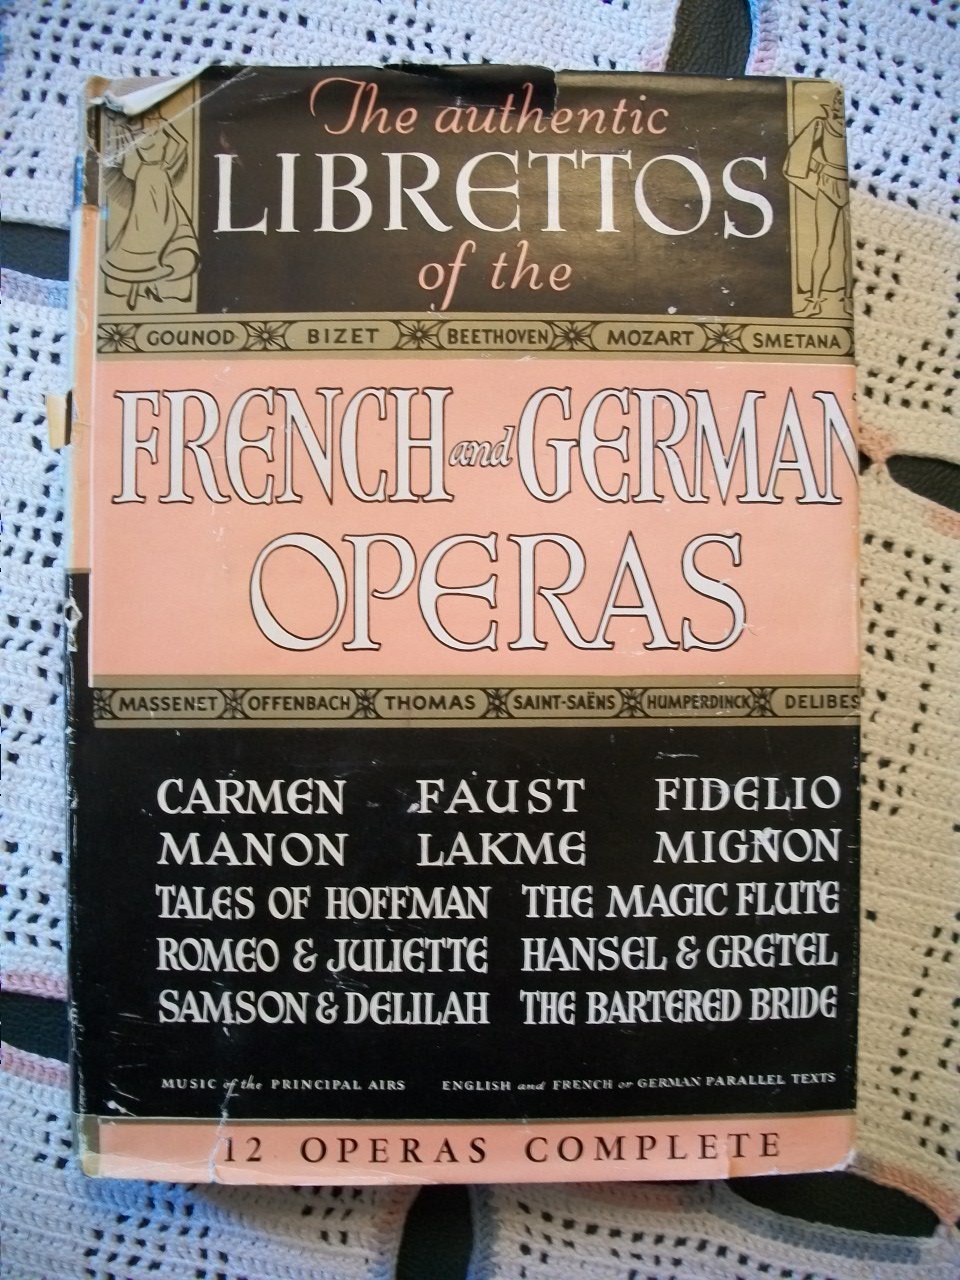 The authentic
LIBRETTOS
of the
GOUNOD BIZET BEETHOVEN MOZART SMETANA
FRENCH and GERMAN
OPERAS
MASSENET OFFENBACH THOMAS SAINT-SAËNS HUMPERDINCK DELIBES
CARMEN FAUST FIDELIO
MANON LAKME MIGNON
TALES OF HOFFMAN THE MAGIC FLUTE
ROMEO & JULIETTE HANSEL & GRETEL
SAMSON & DELILAH THE BARTERED BRIDE
MUSIC of the PRINCIPAL AIRS ENGLISH and FRENCH or GERMAN PARALLEL TEXTS
12 OPERAS COMPLETE